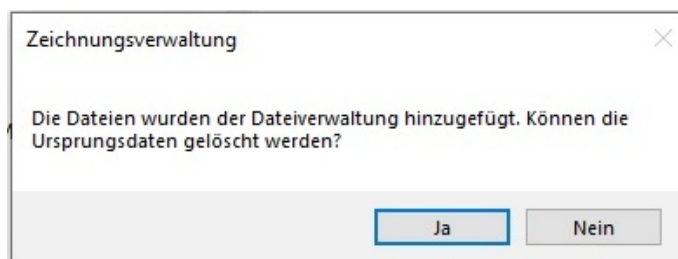 Zeichnungsverwaltung
Die Dateien wurden der Dateiverwaltung hinzugefügt. Können die
Ursprungsdaten gelöscht werden?
Ja
Nein